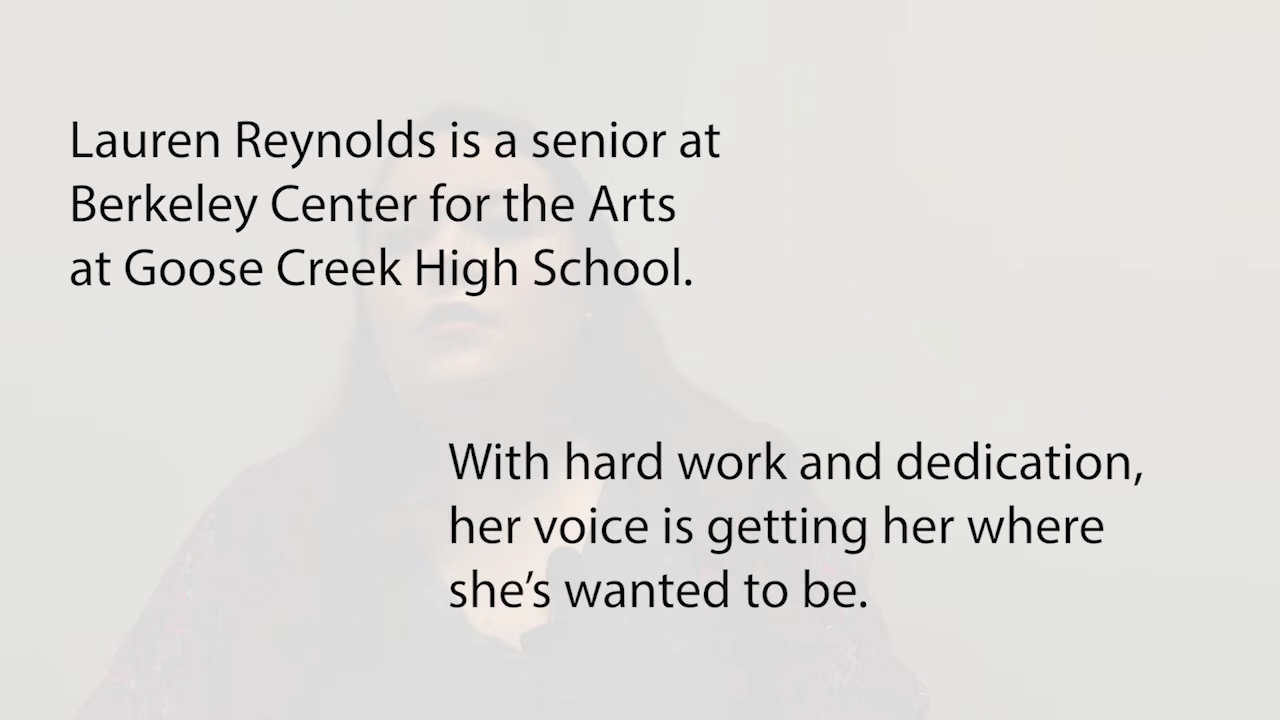 Lauren Reynolds is a senior at
Berkeley Center for the Arts
at Goose Creek High School.
With hard work and dedication,
her voice is getting her where
she’s wanted to be.